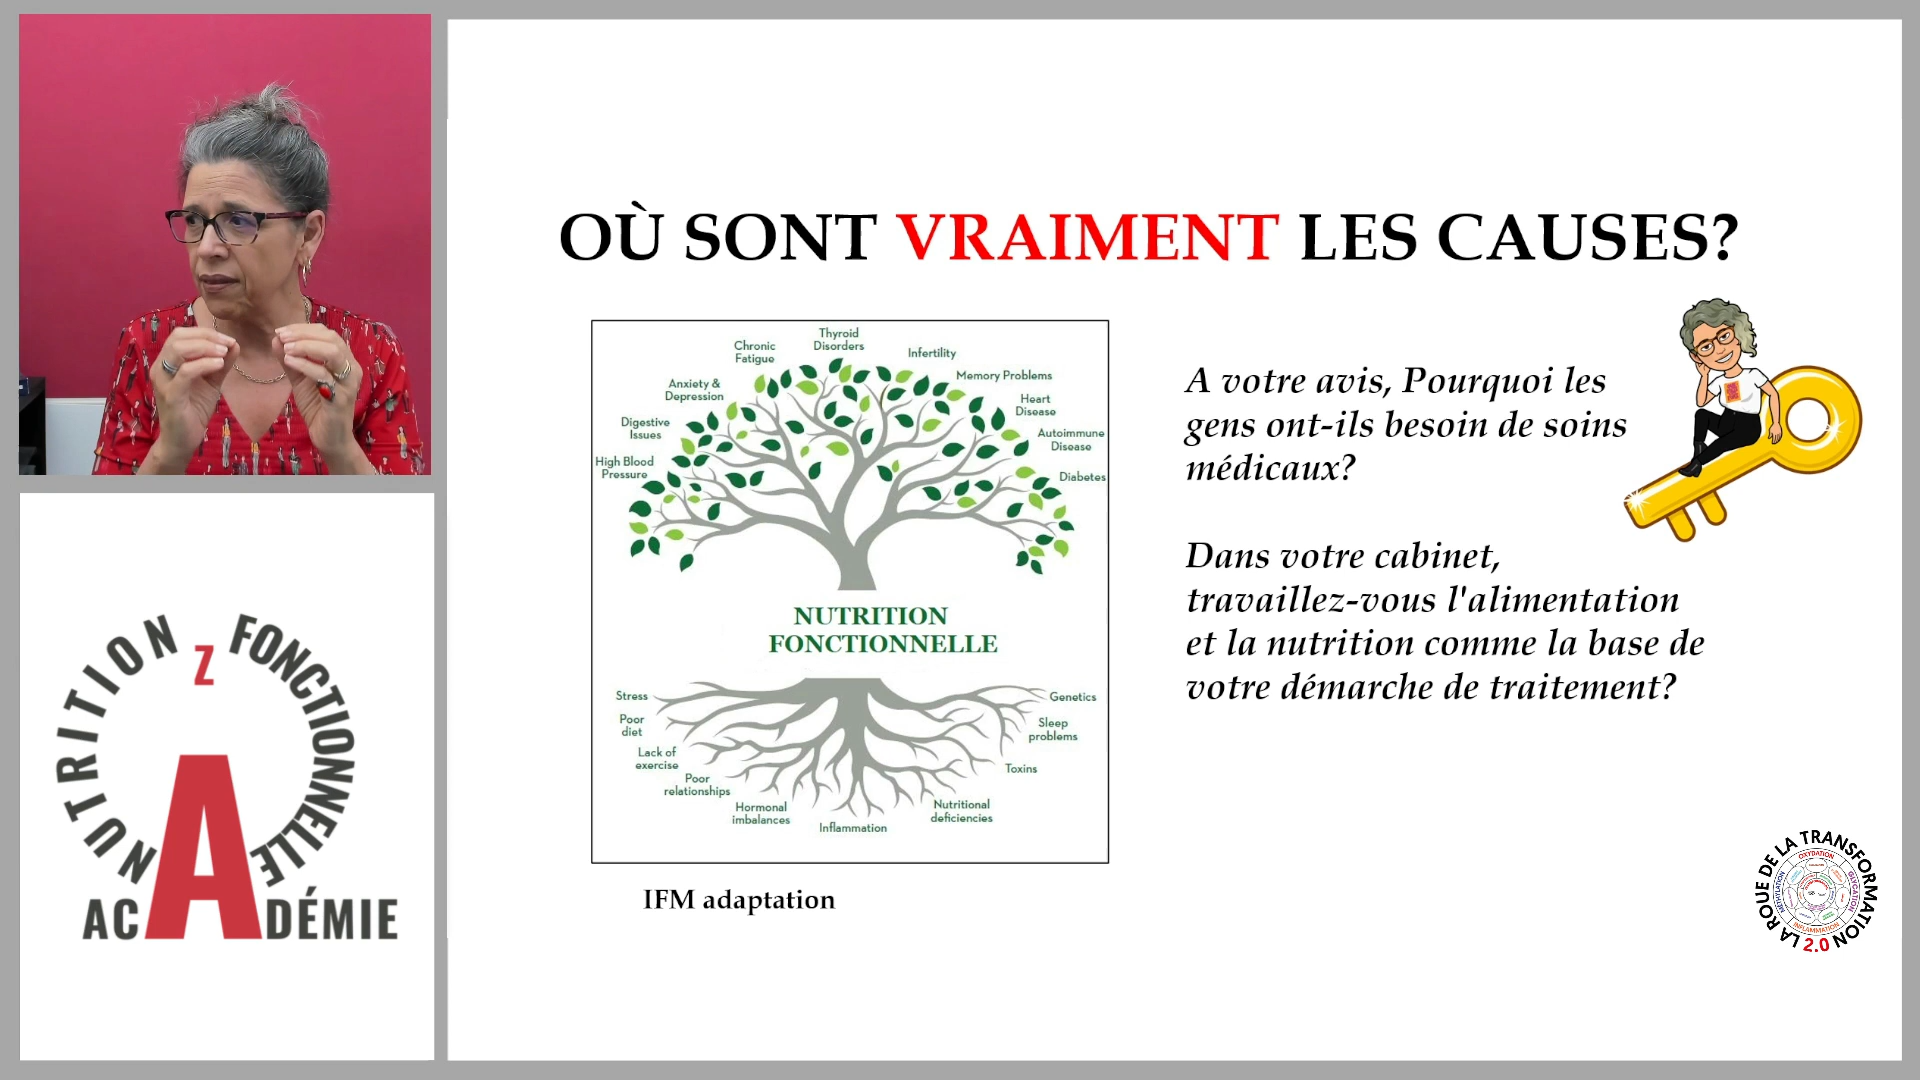 OÙ SONT VRAIMENT LES CAUSES?
Thyroid
Disorders
Chronic
Fatigue
Infertility
Anxiety &
Depression
Memory Problems
Heart
Disease
Digestive
Issues
Autoimmune
Disease
High Blood
Pressure
Diabetes
NUTRITION
FONCTIONNELLE
Stress
Genetics
Poor
diet
Sleep
problems
Lack of
exercise
Toxins
Poor
relationships
Hormonal
imbalances
Nutritional
deficiencies
Inflammation
IFM adaptation
A votre avis, Pourquoi les
gens ont-ils besoin de soins
médicaux?
Dans votre cabinet,
travaillez-vous l'alimentation
et la nutrition comme la base de
votre démarche de traitement?
NUTRITION Z FONCTIONNELLE
ACADÉMIE
LA ROUE DE LA TRANSFORMATION 2.0
OXYDATION
GLYCATION
INFLAMMATION
MÉTHYLATION